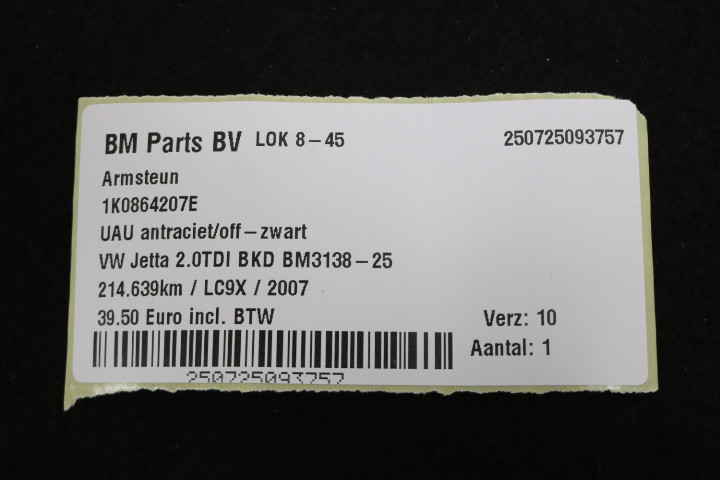 BM Parts BV LOK 8-45 250725093757
Armsteun
1K0864207E
UAU antraciet/off-zwart
VW Jetta 2.0TDI BKD BM3138-25
214.639km / LC9X / 2007
39.50 Euro incl. BTW Verz: 10
Aantal: 1
250725093757